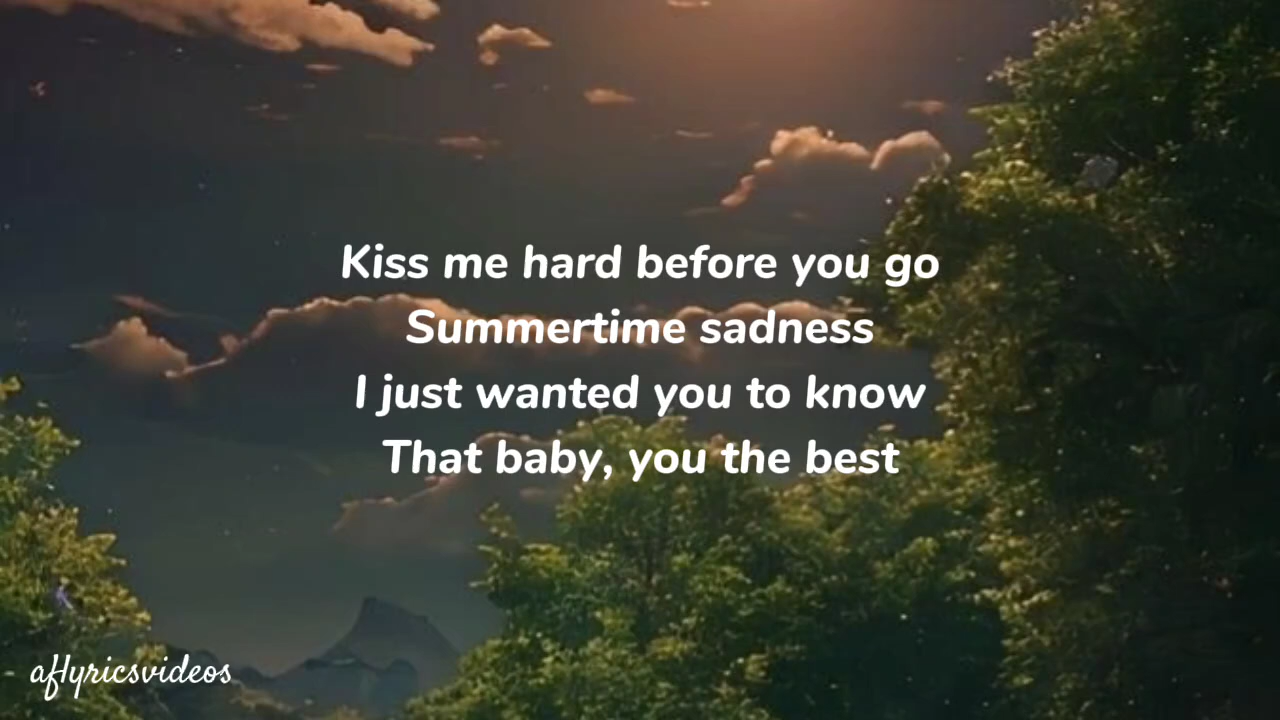 Kiss me hard before you go
Summertime sadness
I just wanted you to know
That baby, you the best
aflyricsvideos